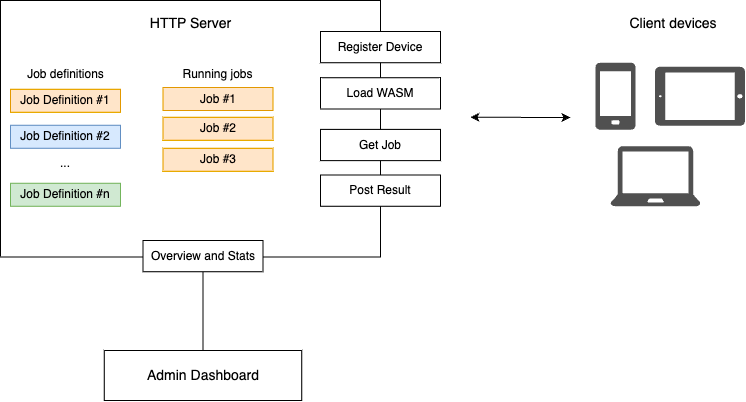 HTTP Server
Client devices
Register Device
Job definitions
Running jobs
Job Definition #1
Job #1
Load WASM
Job #2
Job Definition #2
Get Job
...
Job #3
Job Definition #n
Post Result
Overview and Stats
Admin Dashboard